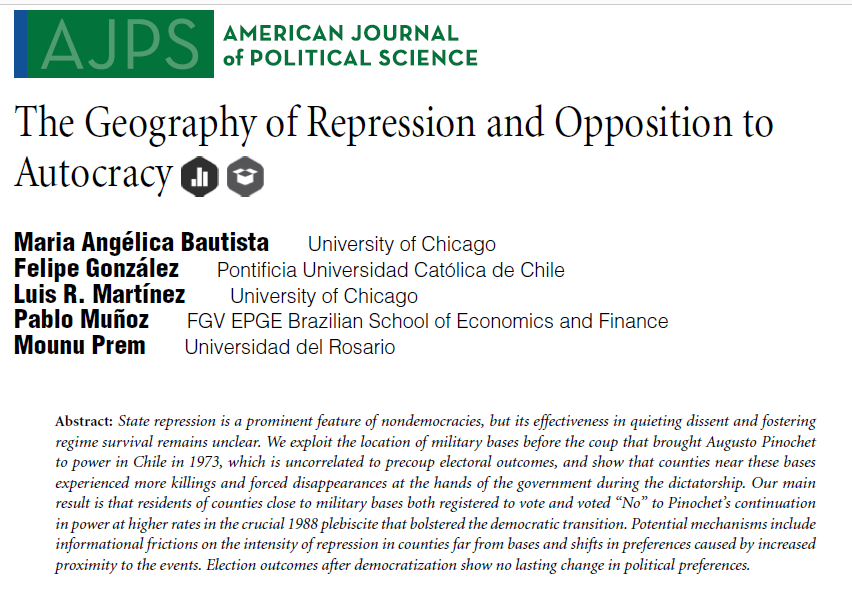 AJPS
AMERICAN JOURNAL
of POLITICAL SCIENCE
The Geography of Repression and Opposition to
Autocracy
Maria Angélica Bautista University of Chicago
Felipe González Pontificia Universidad Católica de Chile
Luis R. Martínez University of Chicago
Pablo Muñoz FGV EPGE Brazilian School of Economics and Finance
Mounu Prem Universidad del Rosario
Abstract: State repression is a prominent feature of nondemocracies, but its effectiveness in quieting dissent and fostering
regime survival remains unclear. We exploit the location of military bases before the coup that brought Augusto Pinochet
to power in Chile in 1973, which is uncorrelated to precoup electoral outcomes, and show that counties near these bases
experienced more killings and forced disappearances at the hands of the government during the dictatorship. Our main
result is that residents of counties close to military bases both registered to vote and voted “No” to Pinochet’s continuation
in power at higher rates in the crucial 1988 plebiscite that bolstered the democratic transition. Potential mechanisms include
informational frictions on the intensity of repression in counties far from bases and shifts in preferences caused by increased
proximity to the events. Election outcomes after democratization show no lasting change in political preferences.